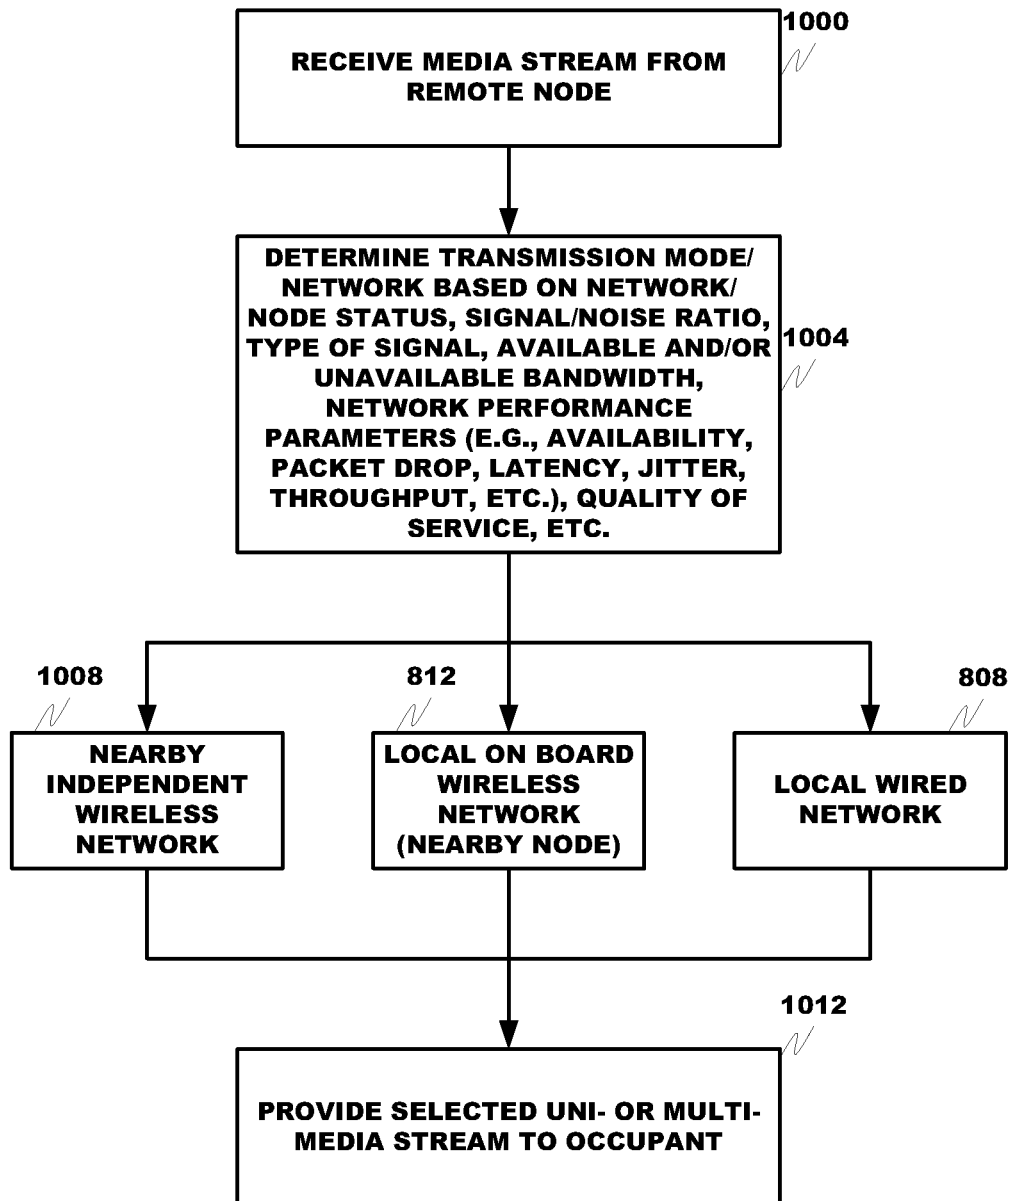 1000
RECEIVE MEDIA STREAM FROM
REMOTE NODE
DETERMINE TRANSMISSION MODE/
NETWORK BASED ON NETWORK/
NODE STATUS, SIGNAL/NOISE RATIO,
TYPE OF SIGNAL, AVAILABLE AND/OR
UNAVAILABLE BANDWIDTH,
NETWORK PERFORMANCE
PARAMETERS (E.G., AVAILABILITY,
PACKET DROP, LATENCY, JITTER,
THROUGHPUT, ETC.), QUALITY OF
SERVICE, ETC.
1004
1008
NEARBY
INDEPENDENT
WIRELESS
NETWORK
812
LOCAL ON BOARD
WIRELESS
NETWORK
(NEARBY NODE)
808
LOCAL WIRED
NETWORK
1012
PROVIDE SELECTED UNI- OR MULTI-
MEDIA STREAM TO OCCUPANT